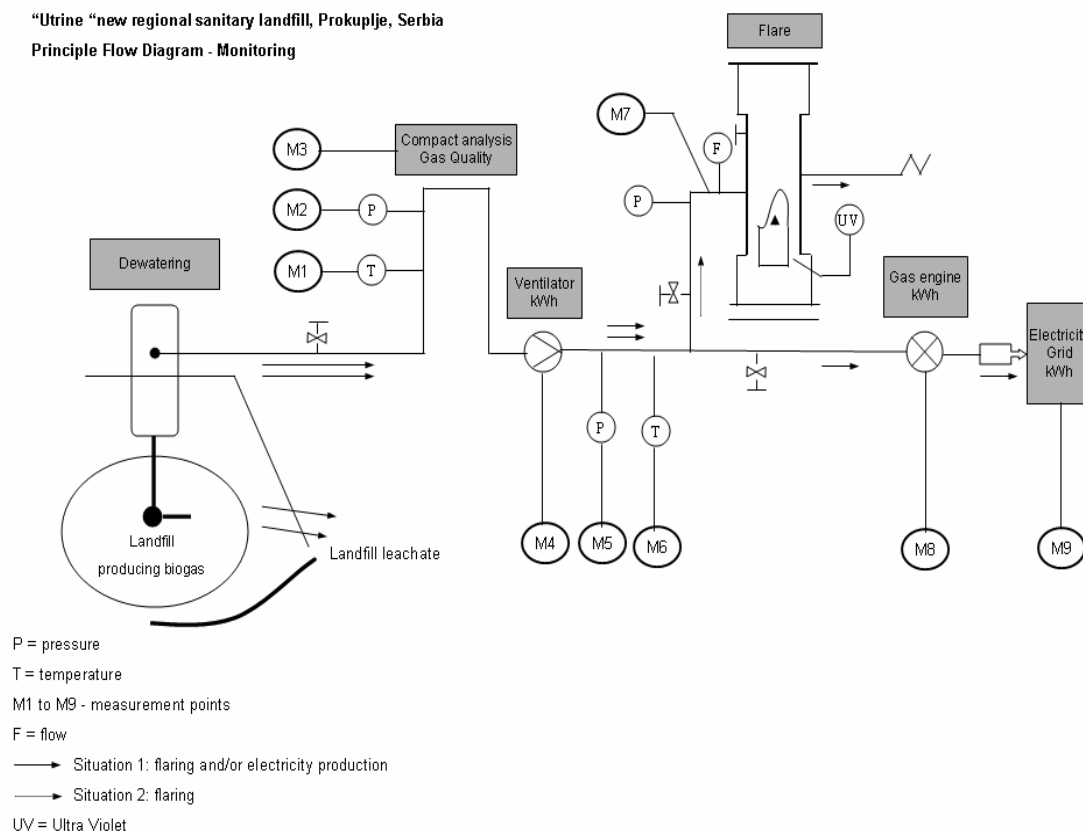 "Utrine "new regional sanitary landfill, Prokuplje, Serbia
Principle Flow Diagram - Monitoring
Flare
M7
Compact analysis
Gas Quality
M3
F
M2
P
P
UV
Dewatering
M1
T
Ventilator
kWh
Gas engine
kWh
Electricit
Grid
kWh
P
T
Landfill
producing biogas
Landfill leachate
M4
M5
M6
M8
M9
P = pressure
T = temperature
M1 to M9 - measurement points
F = flow
Situation 1: flaring and/or electricity production
Situation 2: flaring
UV = Ultra Violet